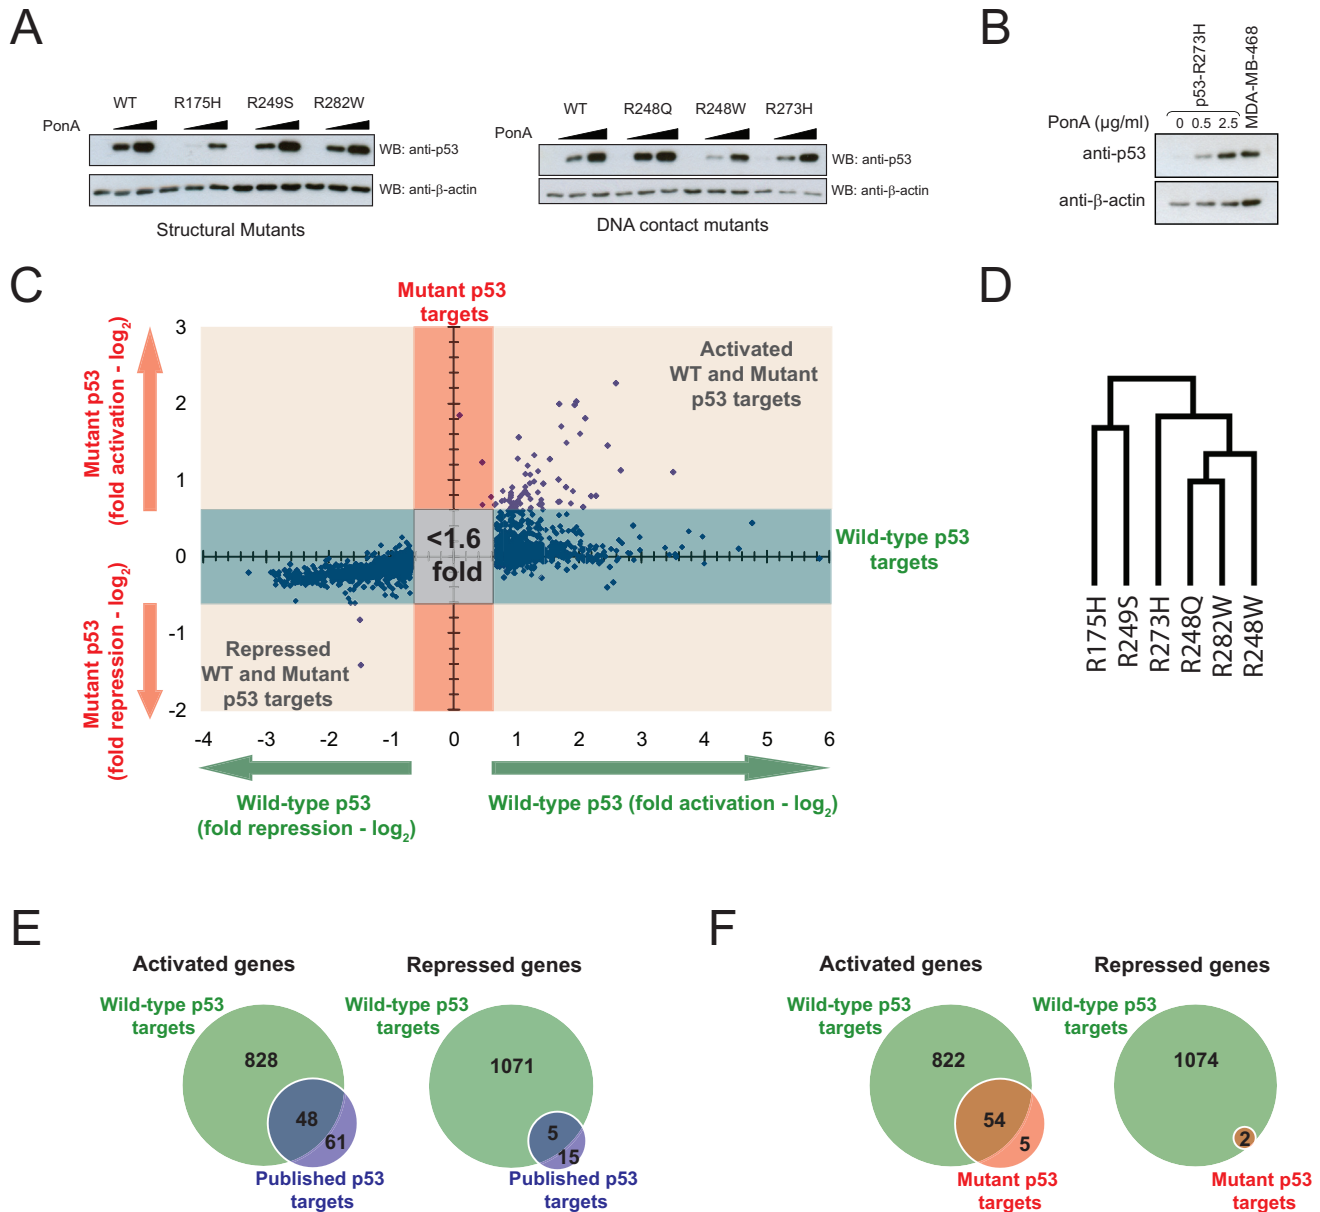 A
B
WT R175H R249S R282W
PonA
WB: anti-p53
WB: anti-β-actin
Structural Mutants
WT R248Q R248W R273H
PonA
WB: anti-p53
WB: anti-β-actin
DNA contact mutants
p53-R273H
MDA-MB-468
PonA (μg/ml) 0 0.5 2.5
anti-p53
anti-β-actin
C
Mutant p53
targets
Mutant p53
(fold activation - log2)
Mutant p53
(fold repression - log2)
3
2
1
0
-1
-2
Activated
WT and Mutant
p53 targets
<1.6
fold
Wild-type p53
targets
Repressed
WT and Mutant
p53 targets
-4 -3 -2 -1 0 1 2 3 4 5 6
Wild-type p53
(fold repression - log2)
Wild-type p53 (fold activation - log2)
D
R175H
R249S
R273H
R248Q
R282W
R248W
E
Activated genes
Wild-type p53
targets
828
48
61
Published p53
targets
Repressed genes
Wild-type p53
targets
1071
5
15
Published p53
targets
F
Activated genes
Wild-type p53
targets
822
54
5
Mutant p53
targets
Repressed genes
Wild-type p53
targets
1074
2
Mutant p53
targets